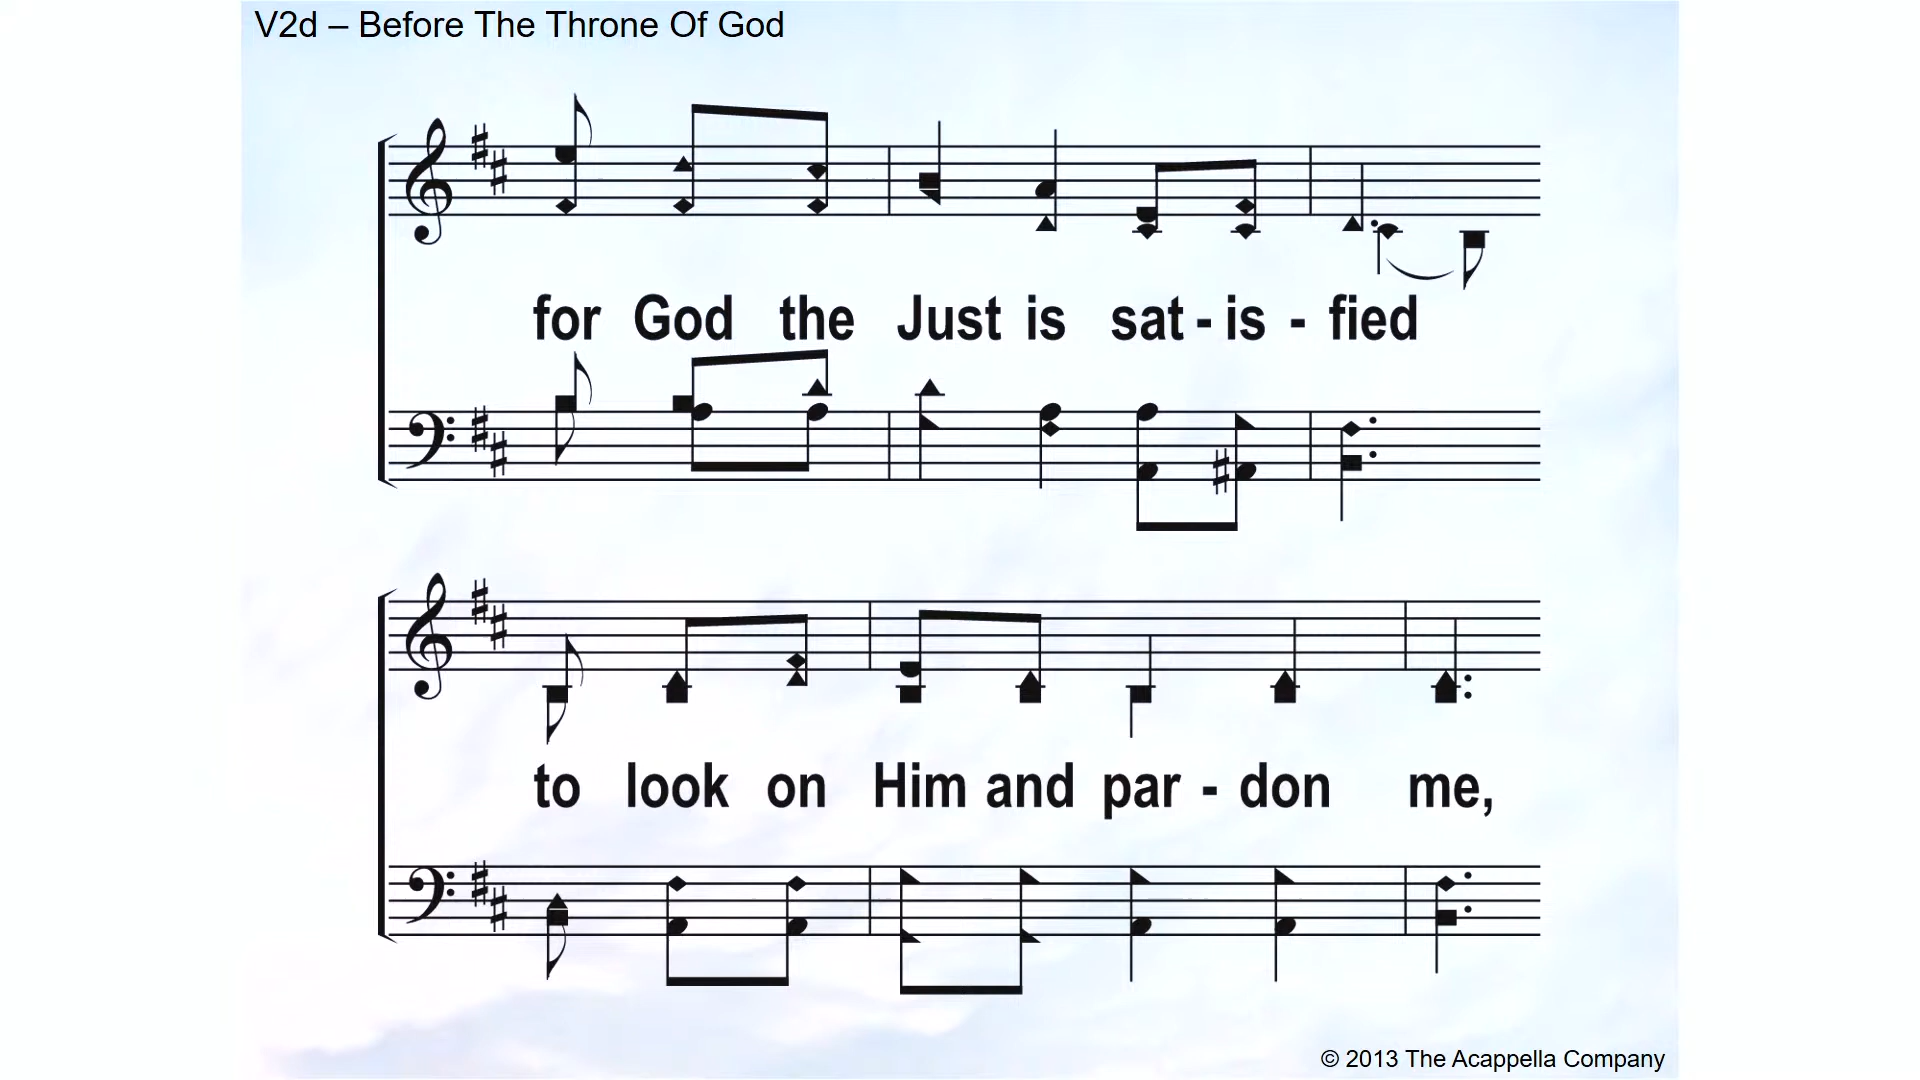 V2d – Before The Throne Of God
for God the Just is sat - is - fied
to look on Him and par - don me,
© 2013 The Acappella Company